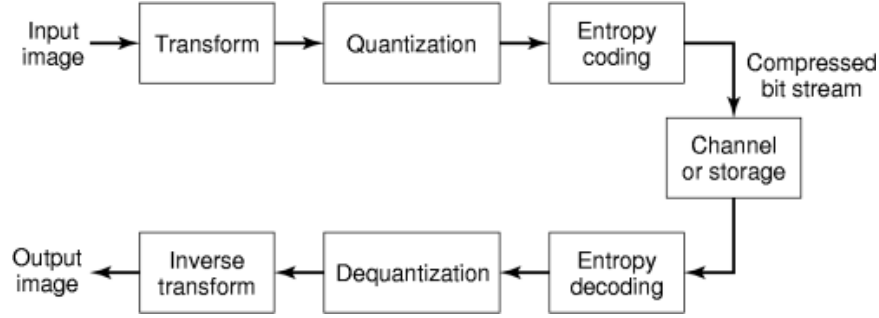 Input
image
Transform
Quantization
Entropy
coding
Compressed
bit stream
Channel
or storage
Output
image
Inverse
transform
Dequantization
Entropy
decoding